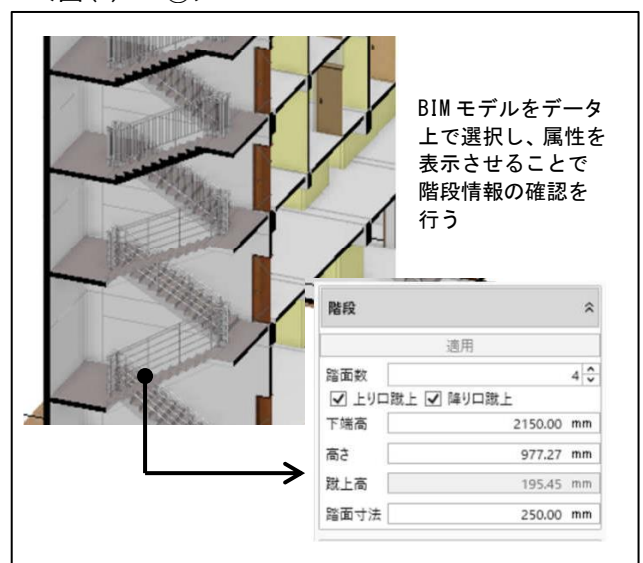 BIMモデルをデータ
上で選択し、属性を
表示させることで
階段情報の確認を
行う
階段
適用
踏面数 4
上り口蹴上 降り口蹴上
下端高 2150.00 mm
高さ 977.27 mm
蹴上高 195.45 mm
踏面寸法 250.00 mm